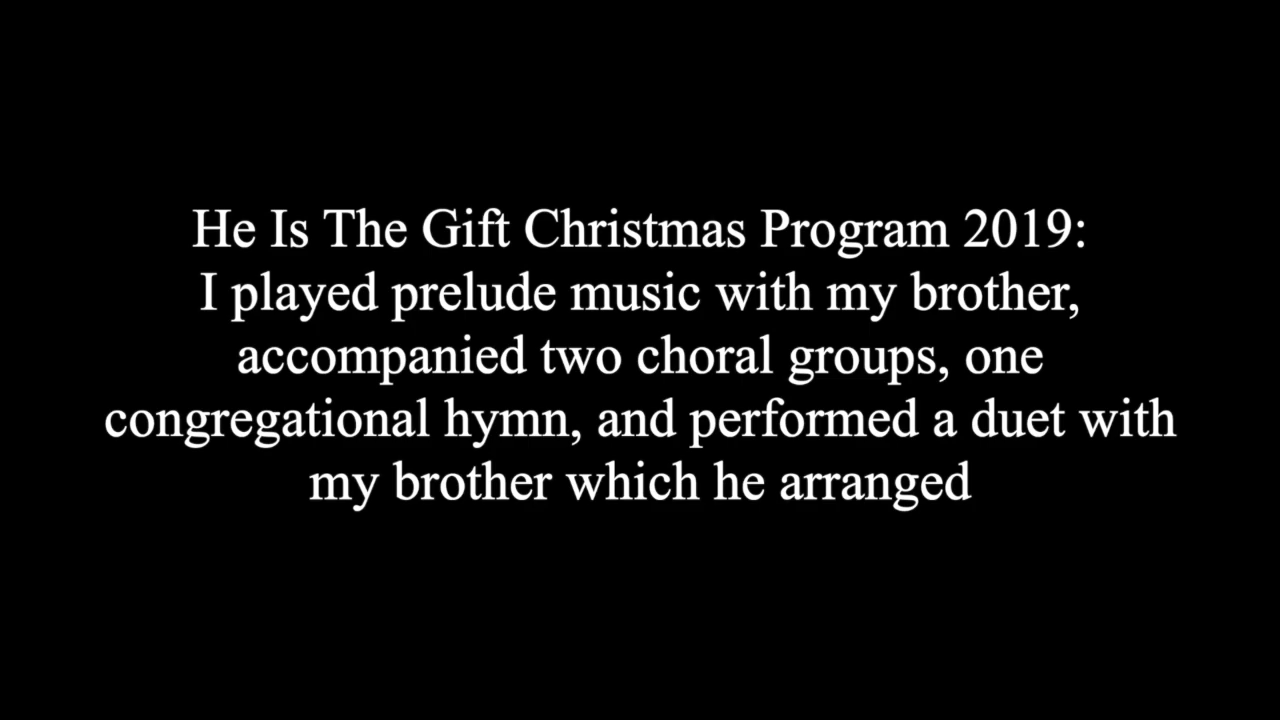 He Is The Gift Christmas Program 2019:
I played prelude music with my brother,
accompanied two choral groups, one
congregational hymn, and performed a duet with
my brother which he arranged